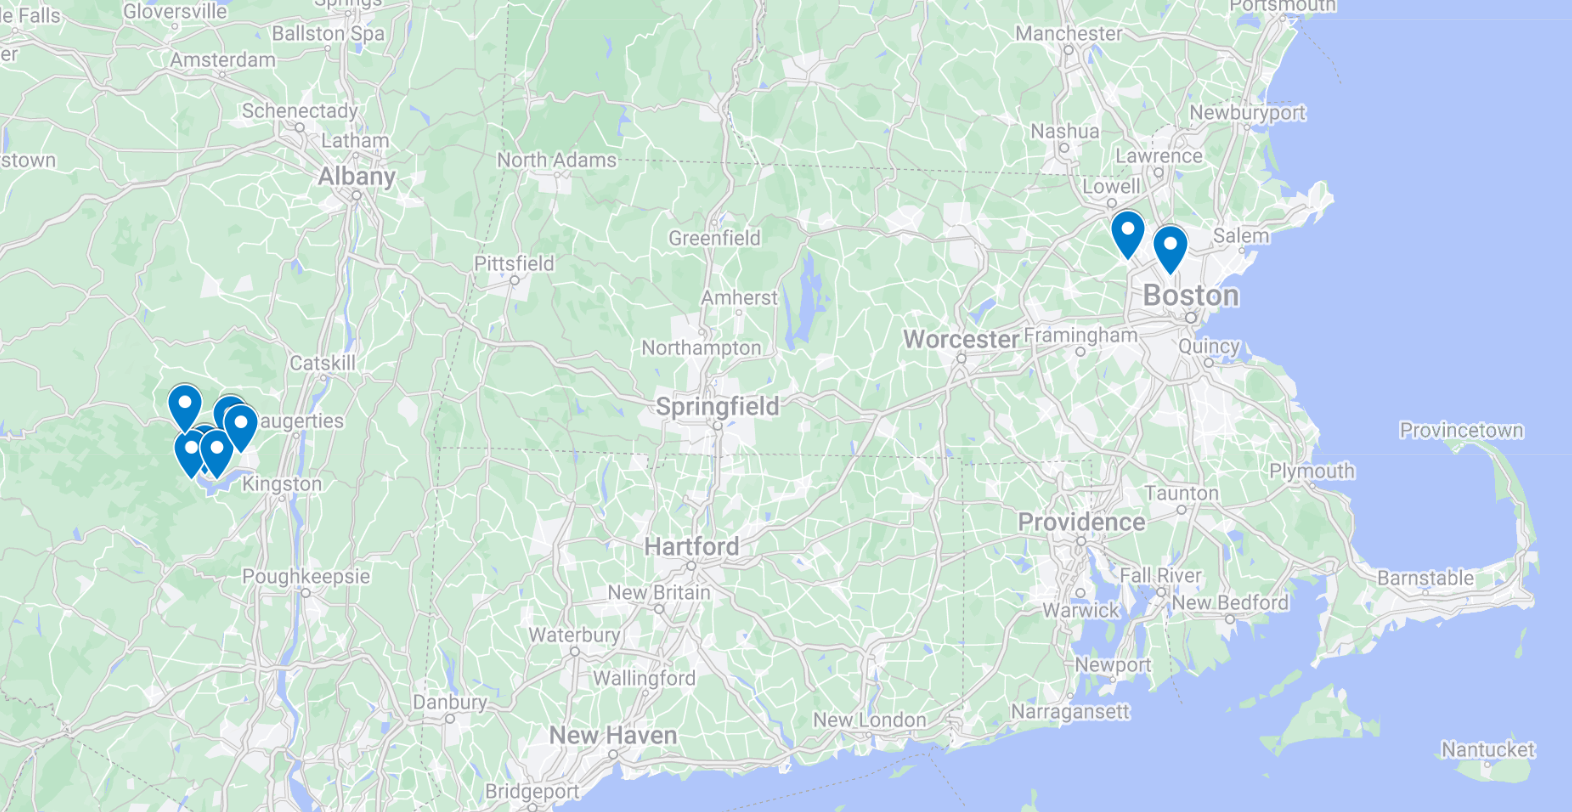 Springs
Portsmouth
le Falls
Gloversville
Ballston Spa
Manchester
er
Amsterdam
Schenectady
Newburyport
Nashua
Latham
Lawrence
stown
North Adams
Albany
Lowell
Greenfield
Salem
Pittsfield
Amherst
Boston
Worcester
Framingham
Northampton
Quincy
Catskill
Springfield
augerties
Provincetown
Plymouth
Kingston
Taunton
Providence
Hartford
Poughkeepsie
Fall River
Barnstable
New Britain
New Bedford
Warwick
Waterbury
Newport
Wallingford
Danbury
Narragansett
New London
New Haven
Nantucket
Bridgeport